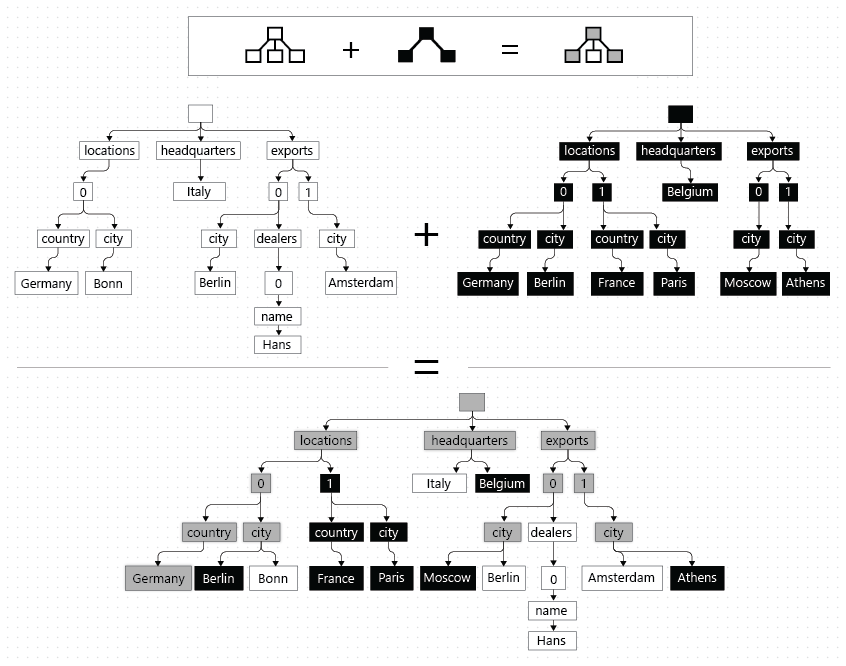 + =
locations headquarters exports
0 Italy 0 1
country city city dealers city
Germany Bonn Berlin 0 Amsterdam
name
Hans
+
locations headquarters exports
0 1 Belgium 0 1
country city country city city city
Germany Berlin France Paris Moscow Athens
=
locations headquarters exports
0 1 Italy Belgium 0 1
country city country city city dealers city
Germany Berlin Bonn France Paris Moscow Berlin 0 Amsterdam Athens
name
Hans